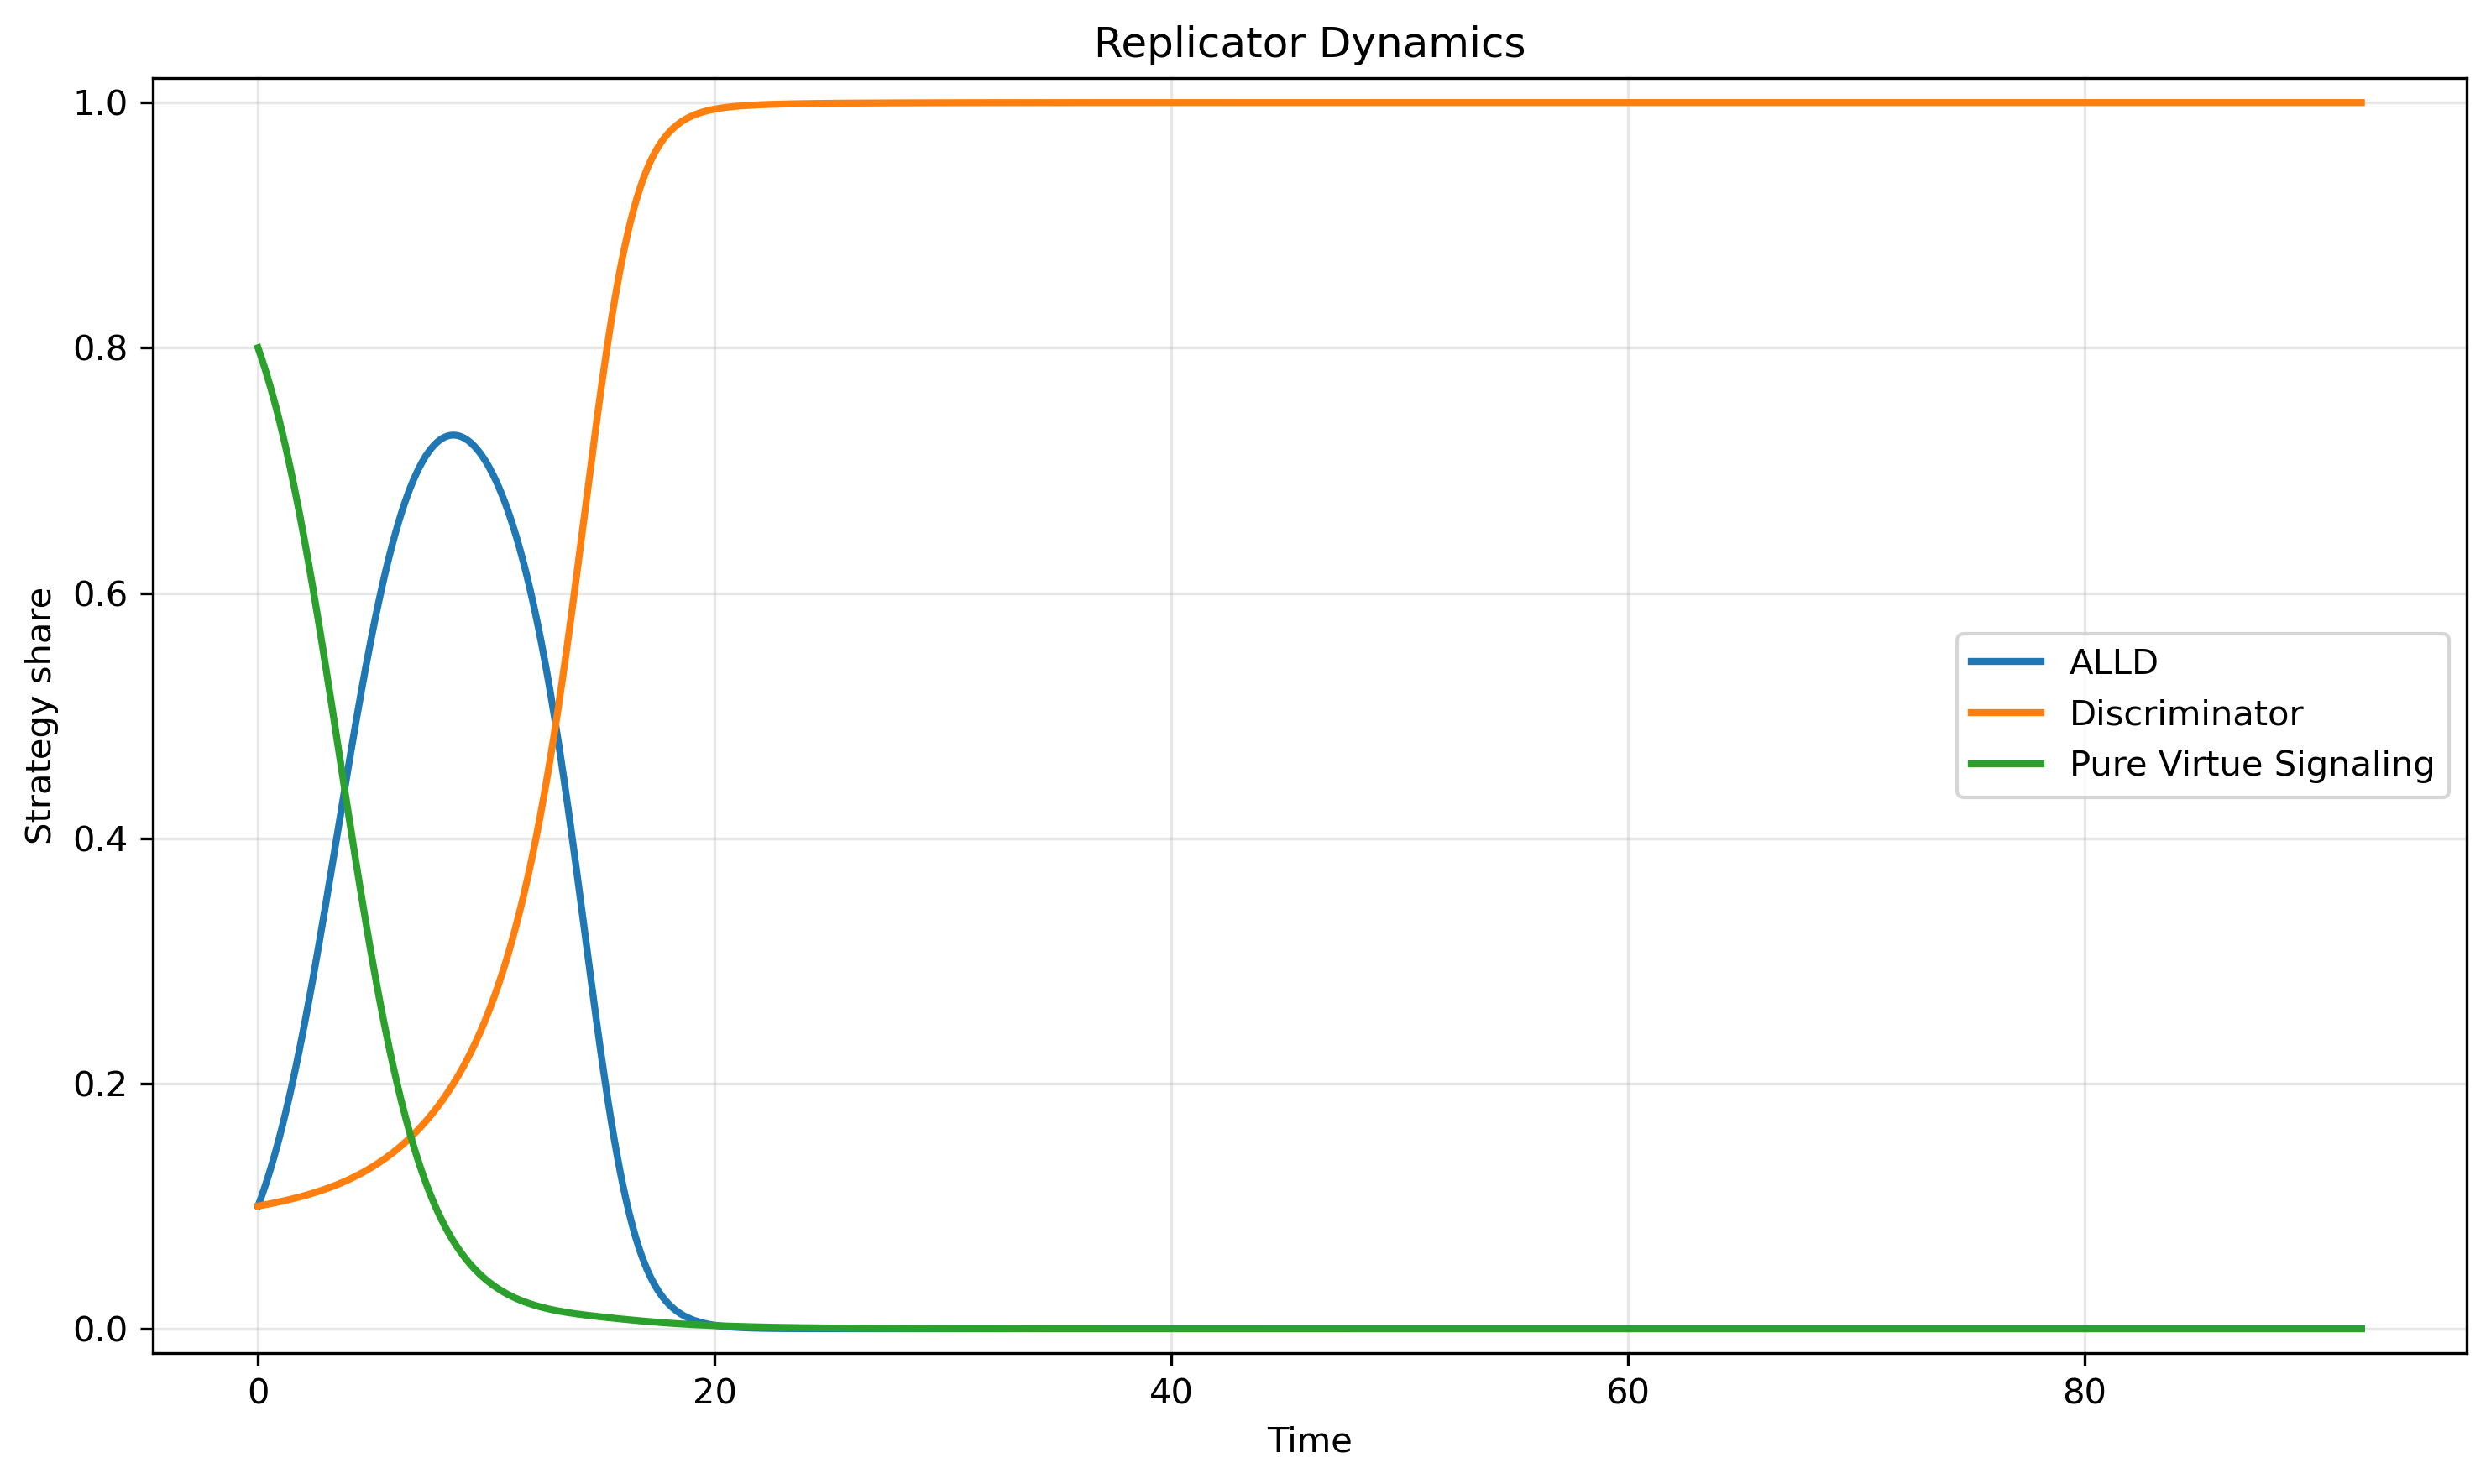 Replicator Dynamics
Strategy share
1.0
0.8
0.6
0.4
0.2
0.0
ALLD
Discriminator
Pure Virtue Signaling
0 20 40 60 80
Time